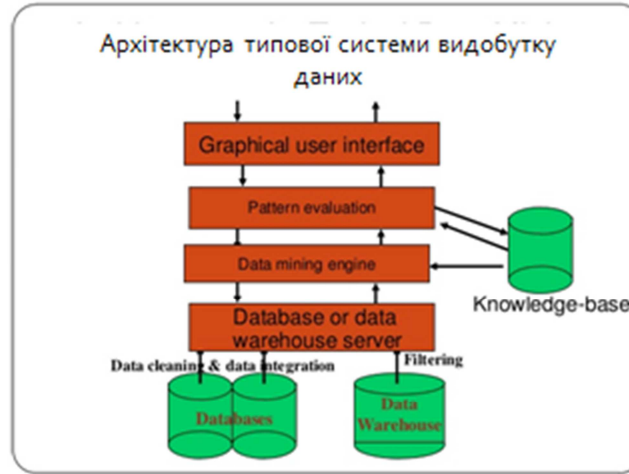 Архітектура типової системи видобутку
даних
Graphical user interface
Pattern evaluation
Data mining engine
Knowledge-base
Database or data
warehouse server
Data cleaning & data integration
Filtering
Databases
Data
Warehouse